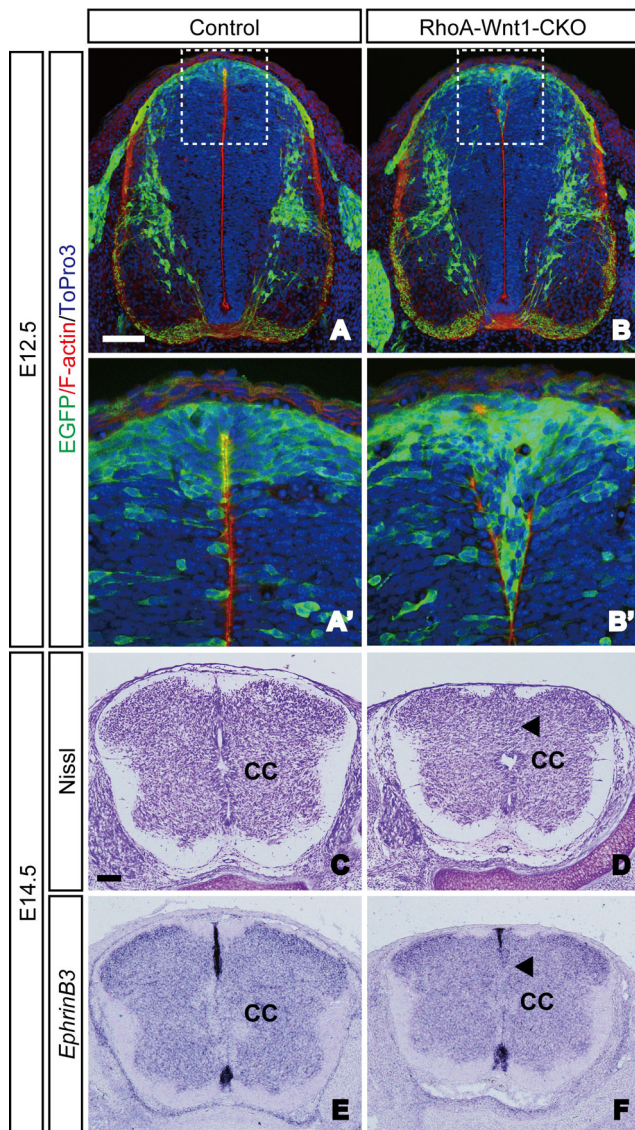 Control
RhoA-Wnt1-CKO
E12.5
EGFP/F-actin/ToPro3
A
B
A'
B'
E14.5
Nissl
CC
C
CC
D
EphrinB3
CC
E
CC
F